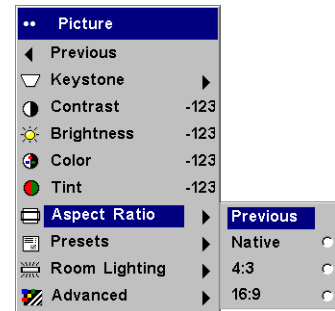 Picture
Previous
Keystone
Contrast -123
Brightness -123
Color -123
Tint -123
Aspect Ratio
Presets
Room Lighting
Advanced
Previous
Native
4:3
16:9